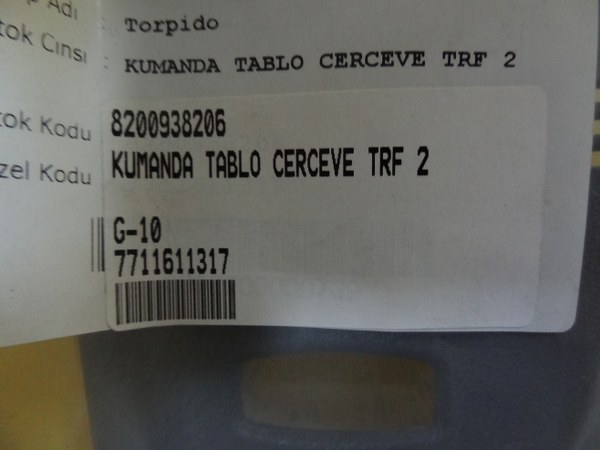 Adı : Torpido
tok Cinsi : KUMANDA TABLO CERCEVE TRF 2
tok Kodu 8200938206
zel Kodu KUMANDA TABLO CERCEVE TRF 2
G-10
7711611317